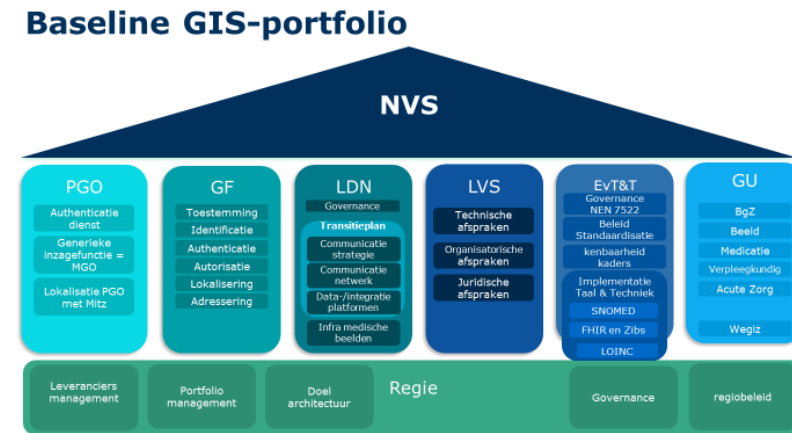 Baseline GIS-portfolio
NVS
PGO
Authenticatie
dienst
Generieke
inzagefunctie =
MGO
Lokalisatie PGO
met Mitz
GF
Toestemming
Identificatie
Authenticatie
Autorisatie
Lokalisering
Adressering
LDN
Governance
Transitieplan
Communicatie
strategie
Communicatie
netwerk
Data-/integratie
platformen
Infra medische
beelden
LVS
Technische
afspraken
Organisatorische
afspraken
Juridische
afspraken
EvT&T
Governance
NEN 7522
Beleid
Standaardisatie
kenbaarheid
kaders
Implementatie
Taal & Techniek
SNOMED
FHIR en Zibs
LOINC
GU
BgZ
Beeld
Medicatie
Verpleegkundig
Acute Zorg
Wegiz
Leveranciers
management
Portfolio
management
Doel
architectuur
Regie
Governance
regiobeleid